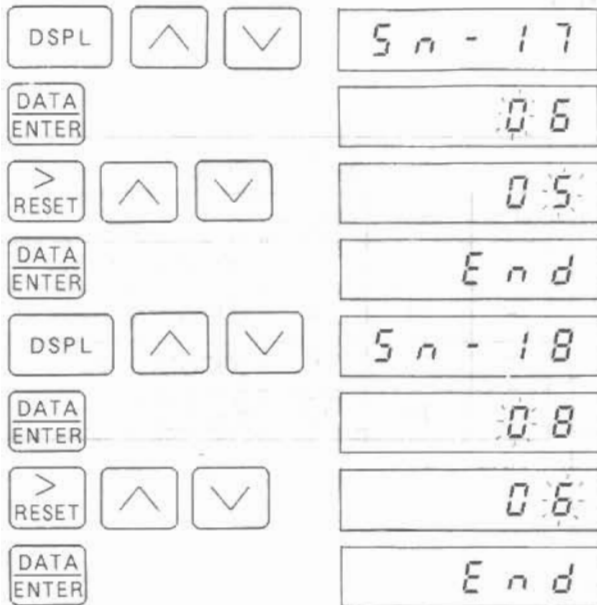 DSPL Sn-17
DATA
ENTER 06
>
RESET 05
DATA
ENTER End
DSPL Sn-18
DATA
ENTER 08
>
RESET 06
DATA
ENTER End